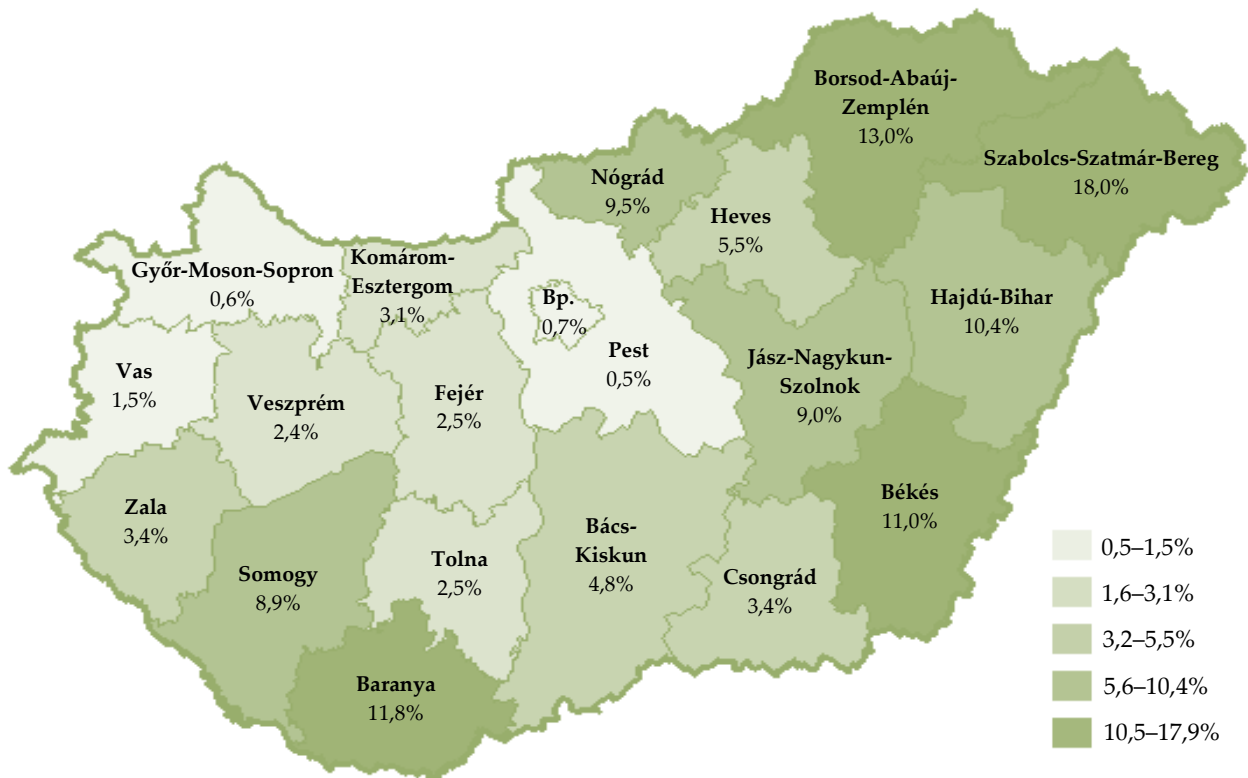 Borsod-Abaúj-
Zemplén
13,0%
Szabolcs-Szatmár-Bereg
18,0%
Nógrád
9,5%
Heves
5,5%
Győr-Moson-Sopron
0,6%
Komárom-
Esztergom
3,1%
Bp.
0,7%
Hajdú-Bihar
10,4%
Pest
0,5%
Jász-Nagykun-
Szolnok
9,0%
Vas
1,5%
Veszprém
2,4%
Fejér
2,5%
Zala
3,4%
Békés
11,0%
Somogy
8,9%
Tolna
2,5%
Bács-
Kiskun
4,8%
Csongrád
3,4%
Baranya
11,8%
0,5–1,5%
1,6–3,1%
3,2–5,5%
5,6–10,4%
10,5–17,9%